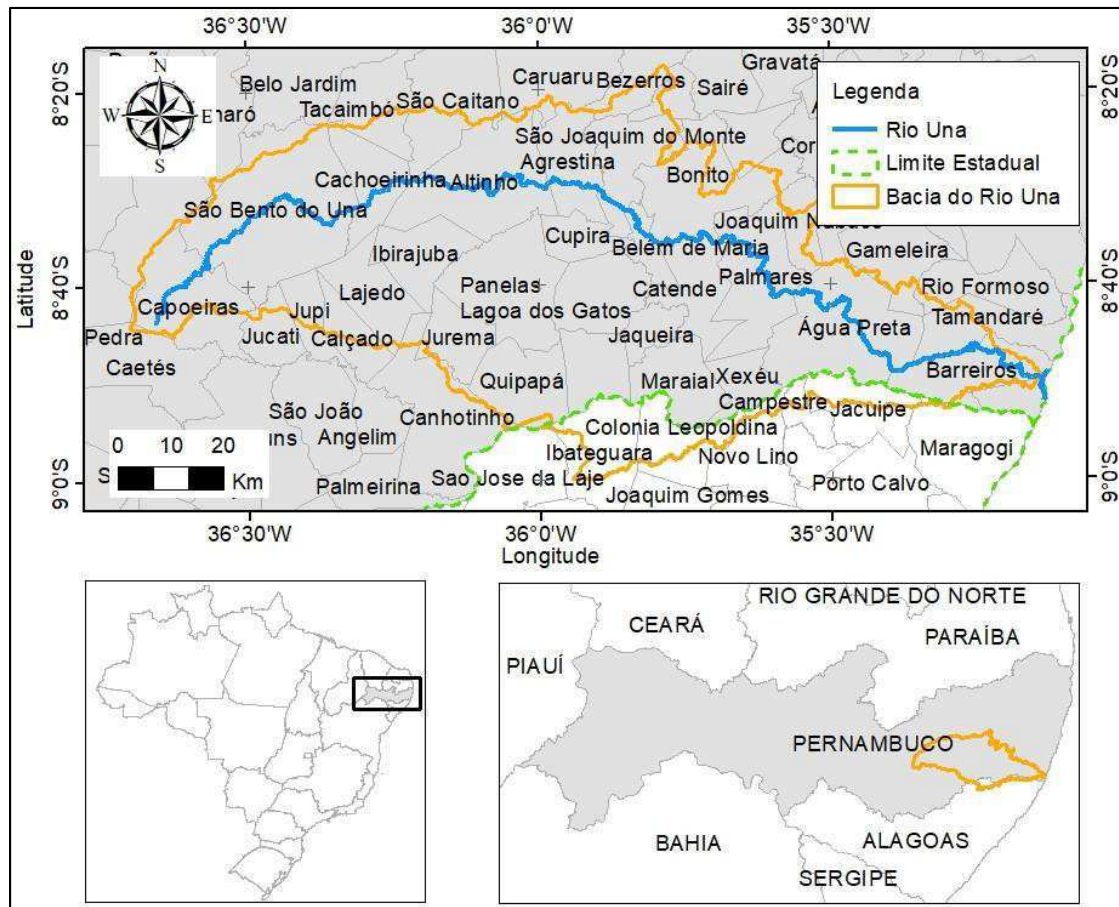 36°30'W 36°0'W 35°30'W
8°20'S
8°20'S
N
W E
S
Belo Jardim
Tacaimbó
São Caitano
Caruaru
Bezerros
Sairé
Gravatá
São Joaquim do Monte
Agrestina
Bonito
Cachoeirinha
Altinho
São Bento do Una
Legenda
Rio Una
Limite Estadual
Bacia do Rio Una
Cupira
Belém de Maria
Gameleira
Ibirajuba
Latitude
8°40'S
8°40'S
Capoeiras
Jupi
Lajedo
Panelas
Lagoa dos Gatos
Catende
Palmares
Rio Formoso
Tamandaré
Pedra
Jucati
Calçado
Jurema
Jaqueira
Água Preta
Caetés
Quipapá
Maraial
Xexéu
Barreiros
São João
Angelim
Canhotinho
Campestre
Jacuipe
Colonia Leopoldina
Maragogi
0 10 20
Km
Ibateguara
Novo Lino
Palmeirina
Sao Jose da Laje
Joaquim Gomes
Porto Calvo
9°0'S
9°0'S
36°30'W 36°0'W 35°30'W
Longitude
RIO GRANDE DO NORTE
CEARÁ
PARAÍBA
PIAUÍ
PERNAMBUCO
BAHIA
ALAGOAS
SERGIPE